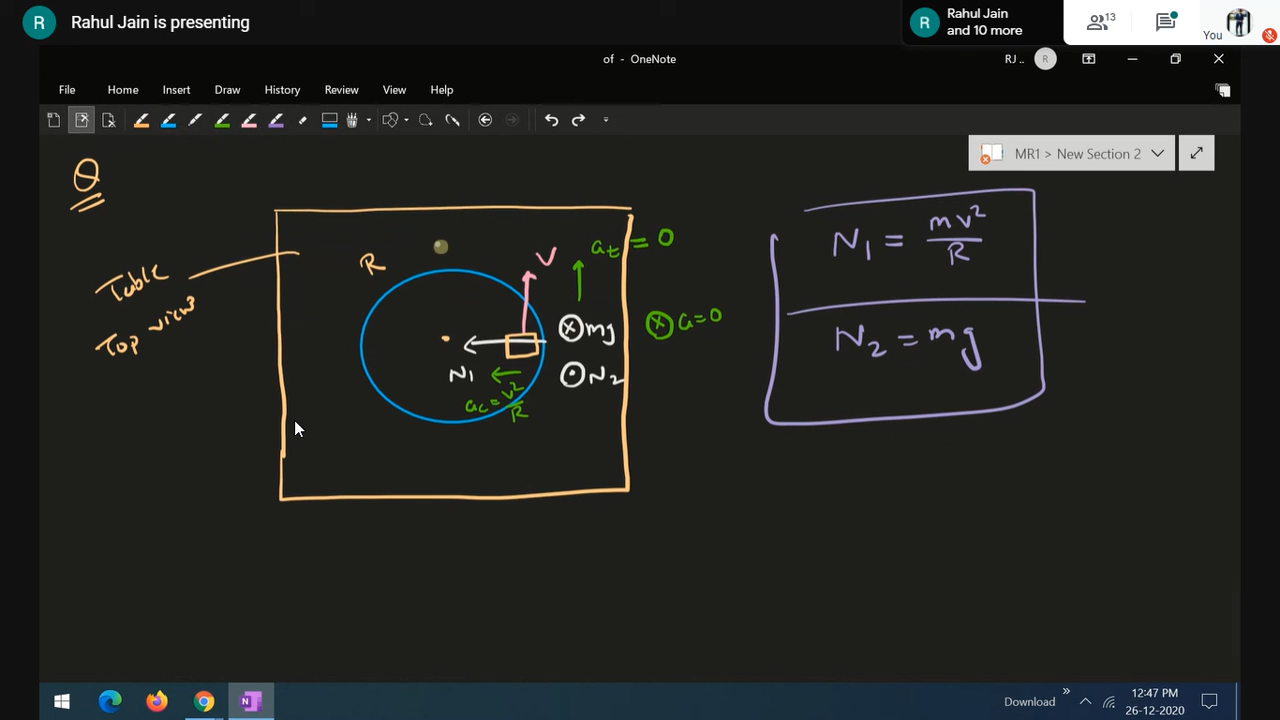 R Rahul Jain is presenting
R Rahul Jain
and 10 more
13
You
of - OneNote
RJ .. R
File Home Insert Draw History Review View Help
MR1 > New Section 2
Q
Table
Top view
R
V
at = 0
⊗ mg
⊗ a=0
N1
⊙ N2
ac = v²/R
N1 = mv²/R
N2 = mg
Download
12:47 PM
26-12-2020